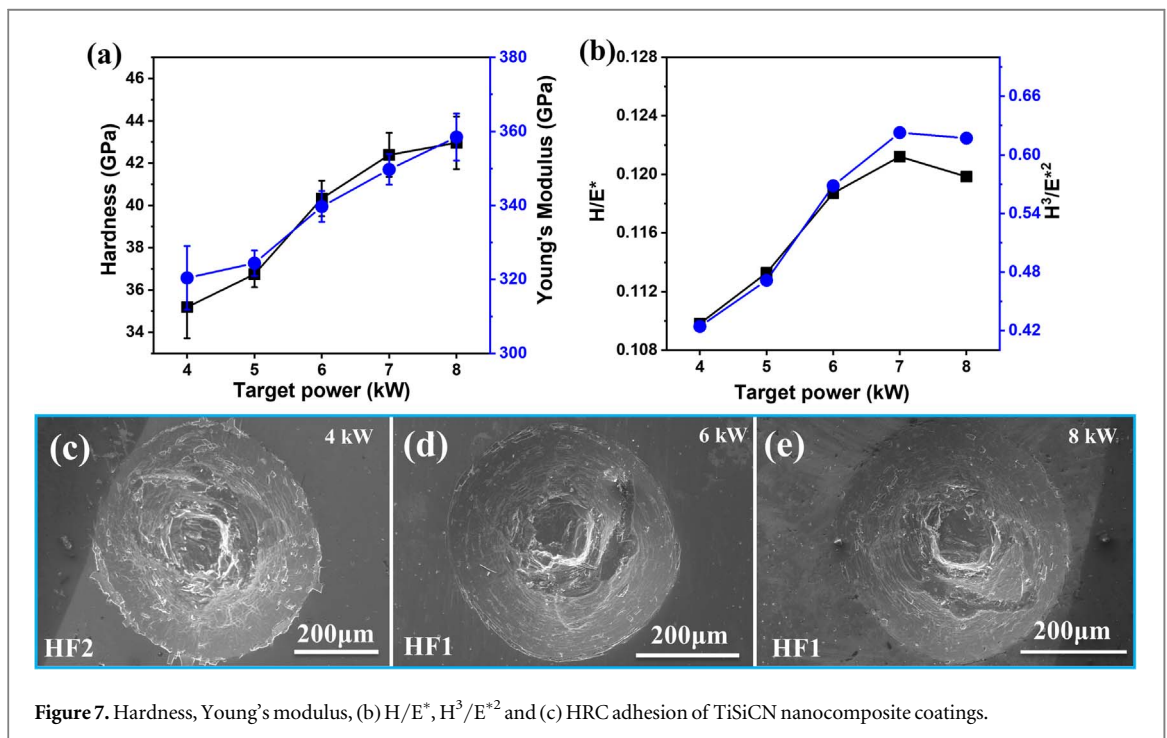 (a)
46
44
42
40
38
36
34
Hardness (GPa)
380
360
340
320
300
Young's Modulus (GPa)
4 5 6 7 8
Target power (kW)
(b)
0.128
0.124
0.120
0.116
0.112
0.108
H/E*
0.66
0.60
0.54
0.48
0.42
H³/E*²
4 5 6 7 8
Target power (kW)
(c) 4 kW
HF2 200μm
(d) 6 kW
HF1 200μm
(e) 8 kW
HF1 200μm
Figure 7. Hardness, Young's modulus, (b) H/E*, H³/E*² and (c) HRC adhesion of TiSiCN nanocomposite coatings.